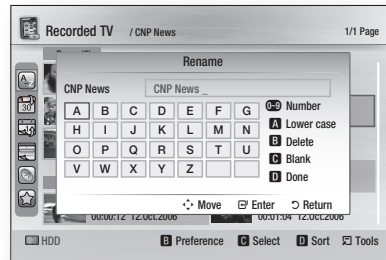 Recorded TV / CNP News 1/1 Page
Rename
CNP News CNP News _
A B C D E F G
H I J K L M N
O P Q R S T U
V W X Y Z
0~9 Number
A Lower case
B Delete
C Blank
D Done
Move Enter Return
00:00:12 12.Oct.2006 00:01:04 12.Oct.2006
HDD B Preference C Select D Sort Tools